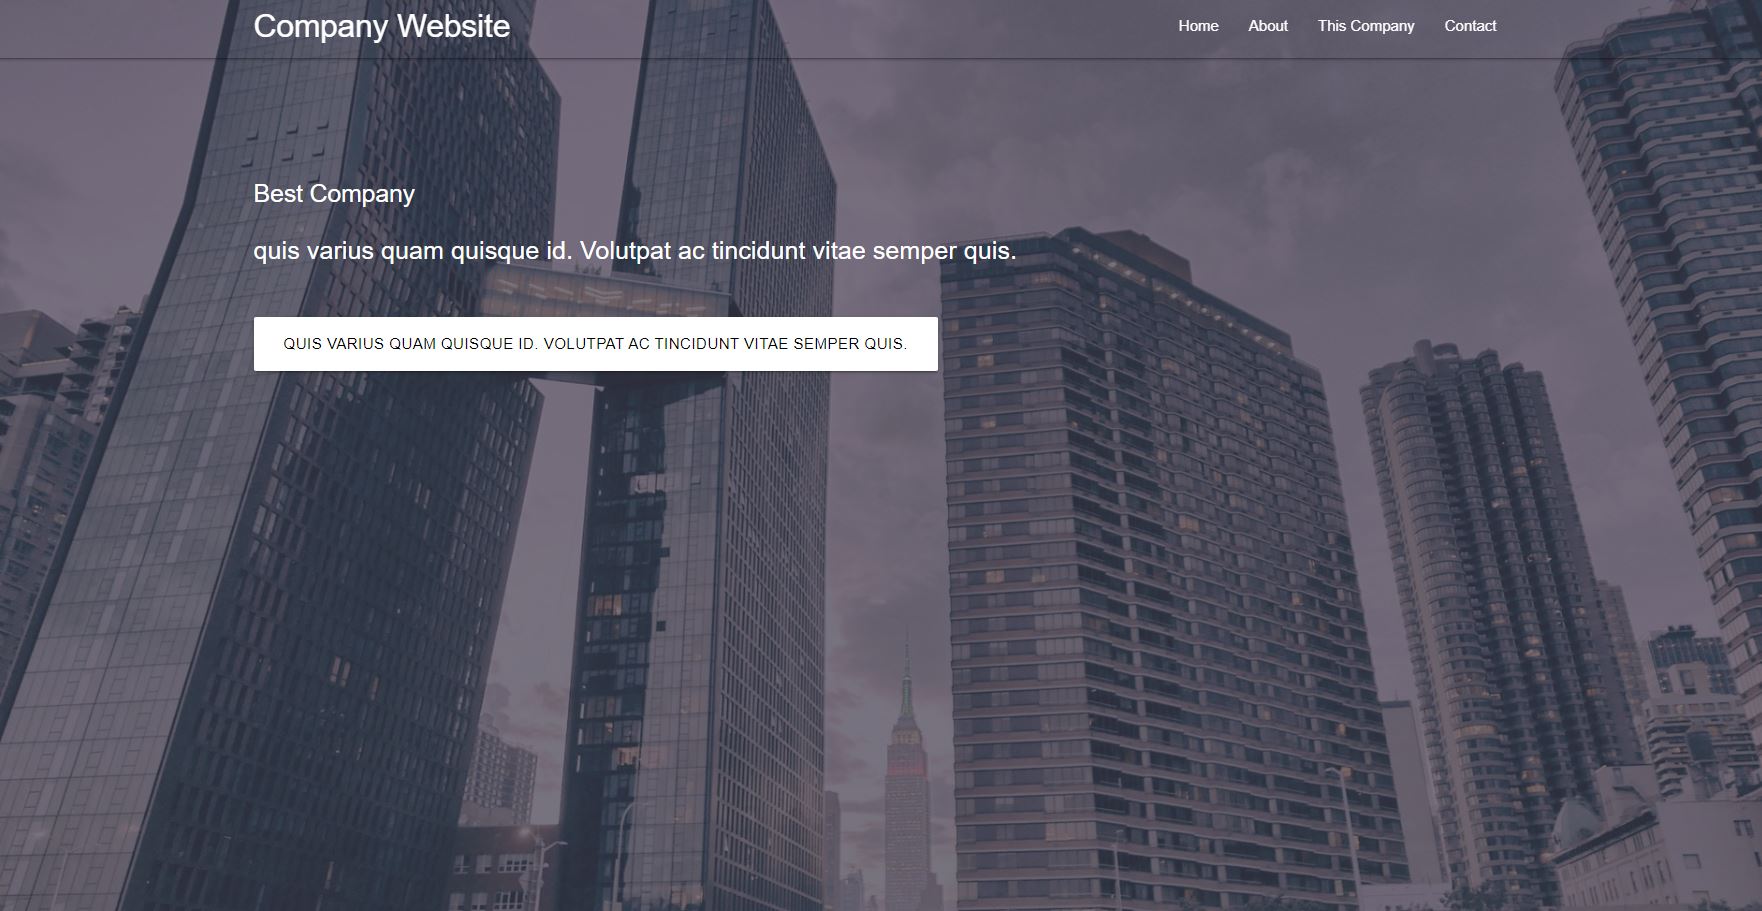 Company Website
Home About This Company Contact
Best Company
quis varius quam quisque id. Volutpat ac tincidunt vitae semper quis.
QUIS VARIUS QUAM QUISQUE ID. VOLUTPAT AC TINCIDUNT VITAE SEMPER QUIS.